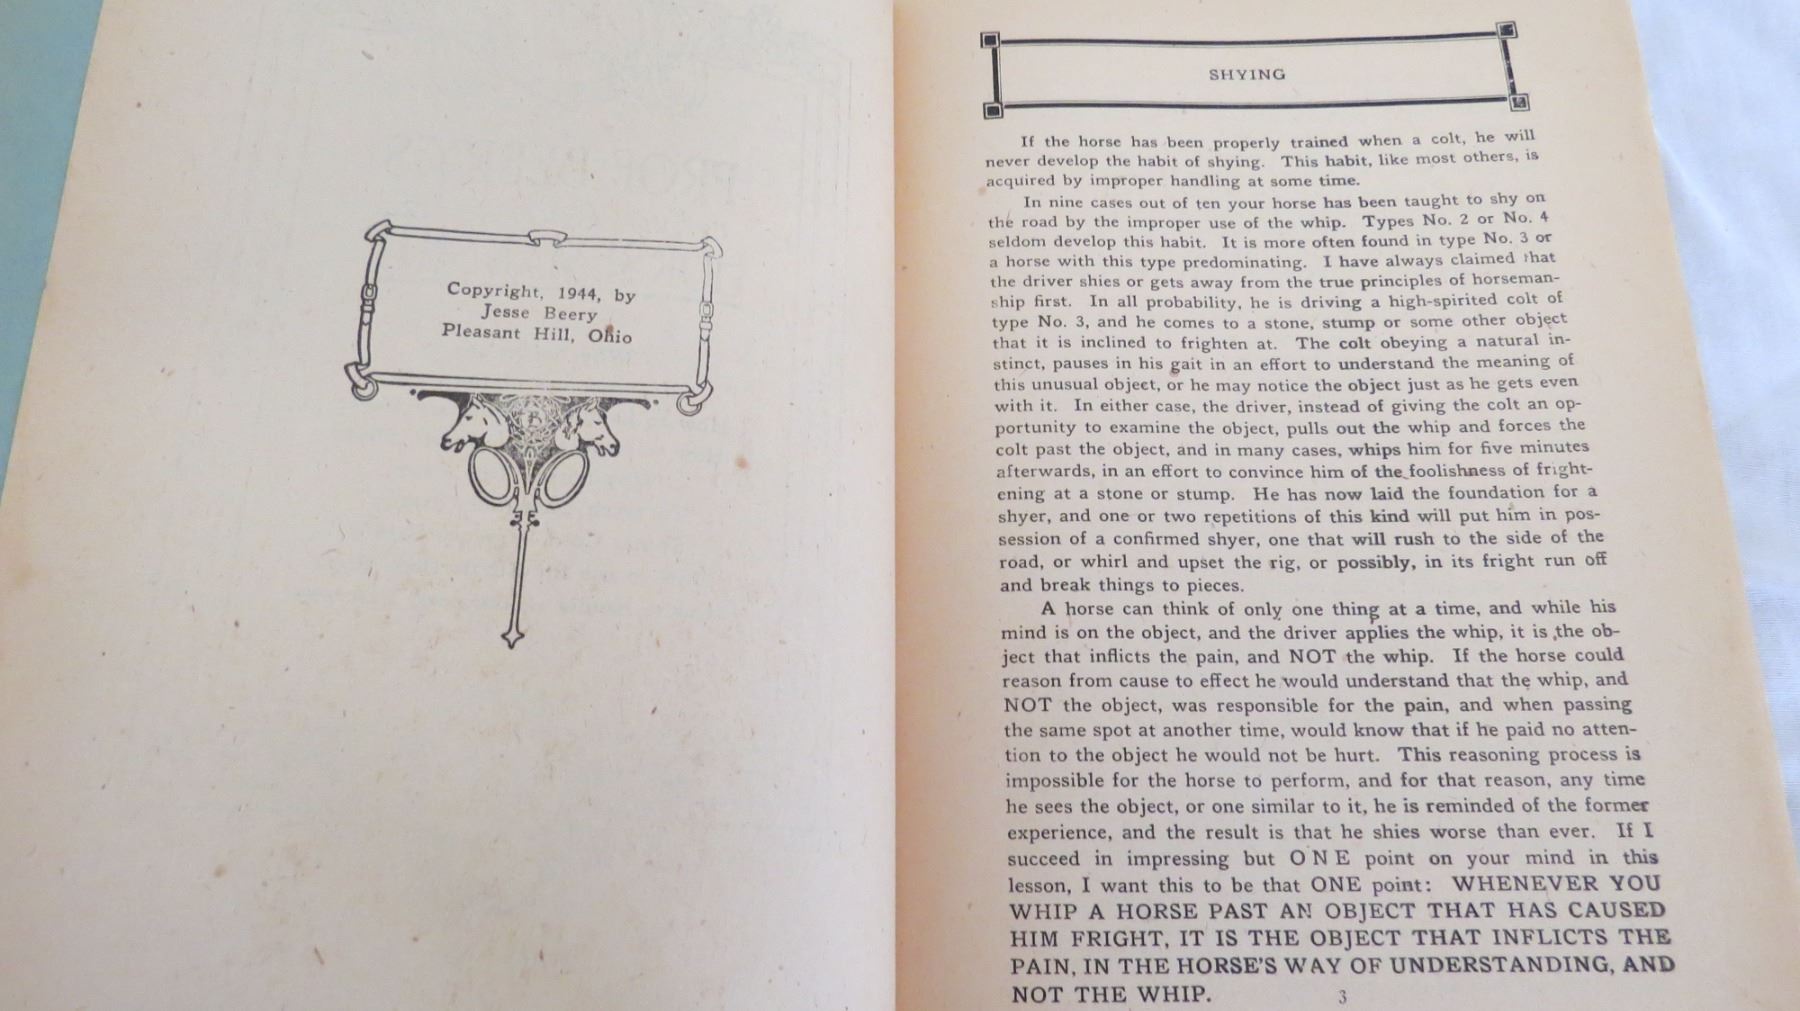 Copyright, 1944, by
Jesse Beery
Pleasant Hill, Ohio
SHYING
If the horse has been properly trained when a colt, he will
never develop the habit of shying. This habit, like most others, is
acquired by improper handling at some time.
In nine cases out of ten your horse has been taught to shy on
the road by the improper use of the whip. Types No. 2 or No. 4
seldom develop this habit. It is more often found in type No. 3 or
a horse with this type predominating. I have always claimed that
the driver shies or gets away from the true principles of horseman-
ship first. In all probability, he is driving a high-spirited colt of
type No. 3, and he comes to a stone, stump or some other object
that it is inclined to frighten at. The colt obeying a natural in-
stinct, pauses in his gait in an effort to understand the meaning of
this unusual object, or he may notice the object just as he gets even
with it. In either case, the driver, instead of giving the colt an op-
portunity to examine the object, pulls out the whip and forces the
colt past the object, and in many cases, whips him for five minutes
afterwards, in an effort to convince him of the foolishness of fright-
ening at a stone or stump. He has now laid the foundation for a
shyer, and one or two repetitions of this kind will put him in pos-
session of a confirmed shyer, one that will rush to the side of the
road, or whirl and upset the rig, or possibly, in its fright run off
and break things to pieces.
A horse can think of only one thing at a time, and while his
mind is on the object, and the driver applies the whip, it is the ob-
ject that inflicts the pain, and NOT the whip. If the horse could
reason from cause to effect he would understand that the whip, and
NOT the object, was responsible for the pain, and when passing
the same spot at another time, would know that if he paid no atten-
tion to the object he would not be hurt. This reasoning process is
impossible for the horse to perform, and for that reason, any time
he sees the object, or one similar to it, he is reminded of the former
experience, and the result is that he shies worse than ever. If I
succeed in impressing but ONE point on your mind in this
lesson, I want this to be that ONE point: WHENEVER YOU
WHIP A HORSE PAST AN OBJECT THAT HAS CAUSED
HIM FRIGHT, IT IS THE OBJECT THAT INFLICTS THE
PAIN, IN THE HORSE'S WAY OF UNDERSTANDING, AND
NOT THE WHIP.
3